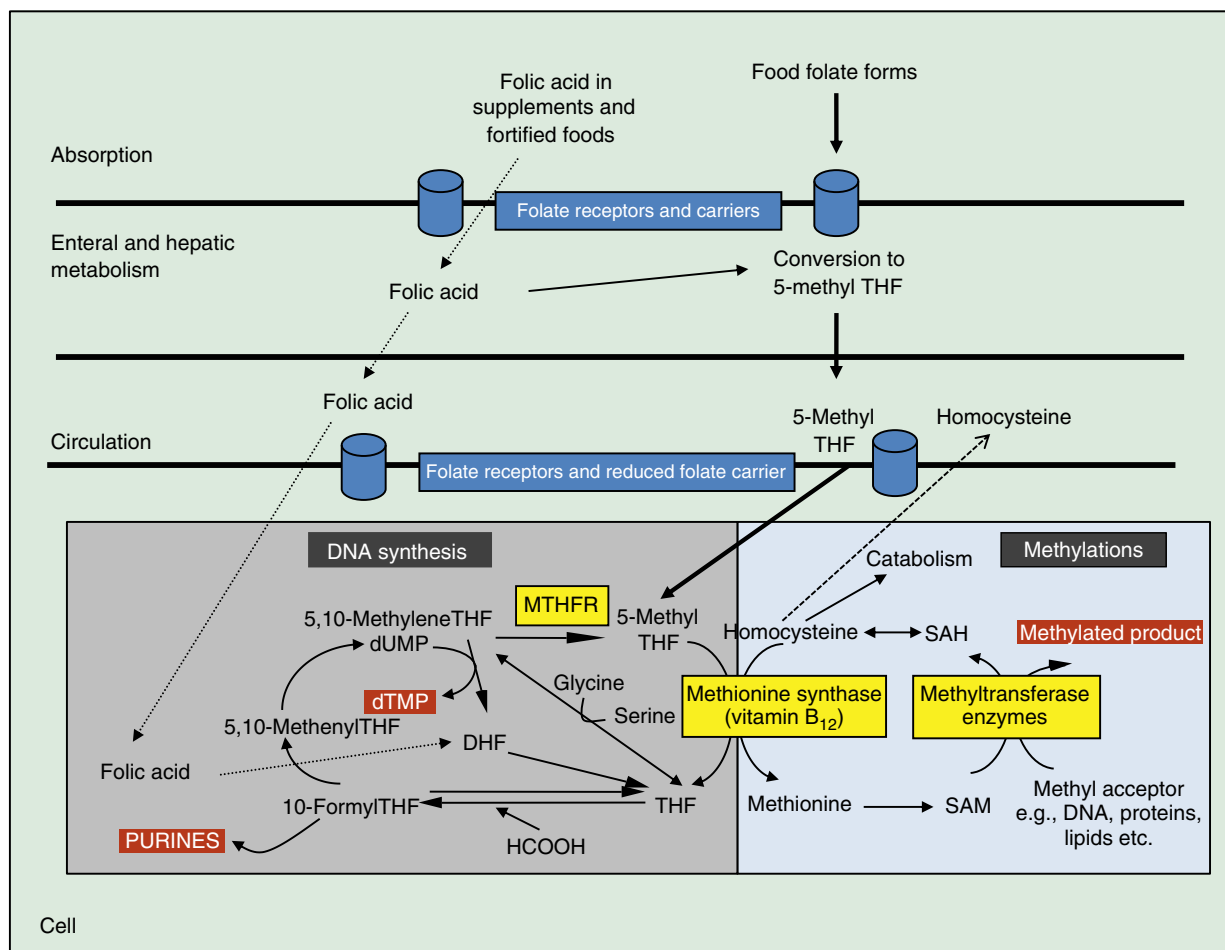 Food folate forms
Folic acid in
supplements and
fortified foods
Absorption
Folate receptors and carriers
Enteral and hepatic
metabolism
Conversion to
5-methyl THF
Folic acid
Folic acid
5-Methyl
THF
Homocysteine
Circulation
Folate receptors and reduced folate carrier
DNA synthesis
Methylations
Catabolism
MTHFR
5,10-MethyleneTHF
dUMP
5-Methyl
THF
Homocysteine
SAH
Methylated product
Glycine
Serine
dTMP
Methionine synthase
(vitamin B12)
Methyltransferase
enzymes
5,10-MethenylTHF
DHF
Folic acid
10-FormylTHF
THF
Methionine
SAM
Methyl acceptor
e.g., DNA, proteins,
lipids etc.
PURINES
HCOOH
Cell